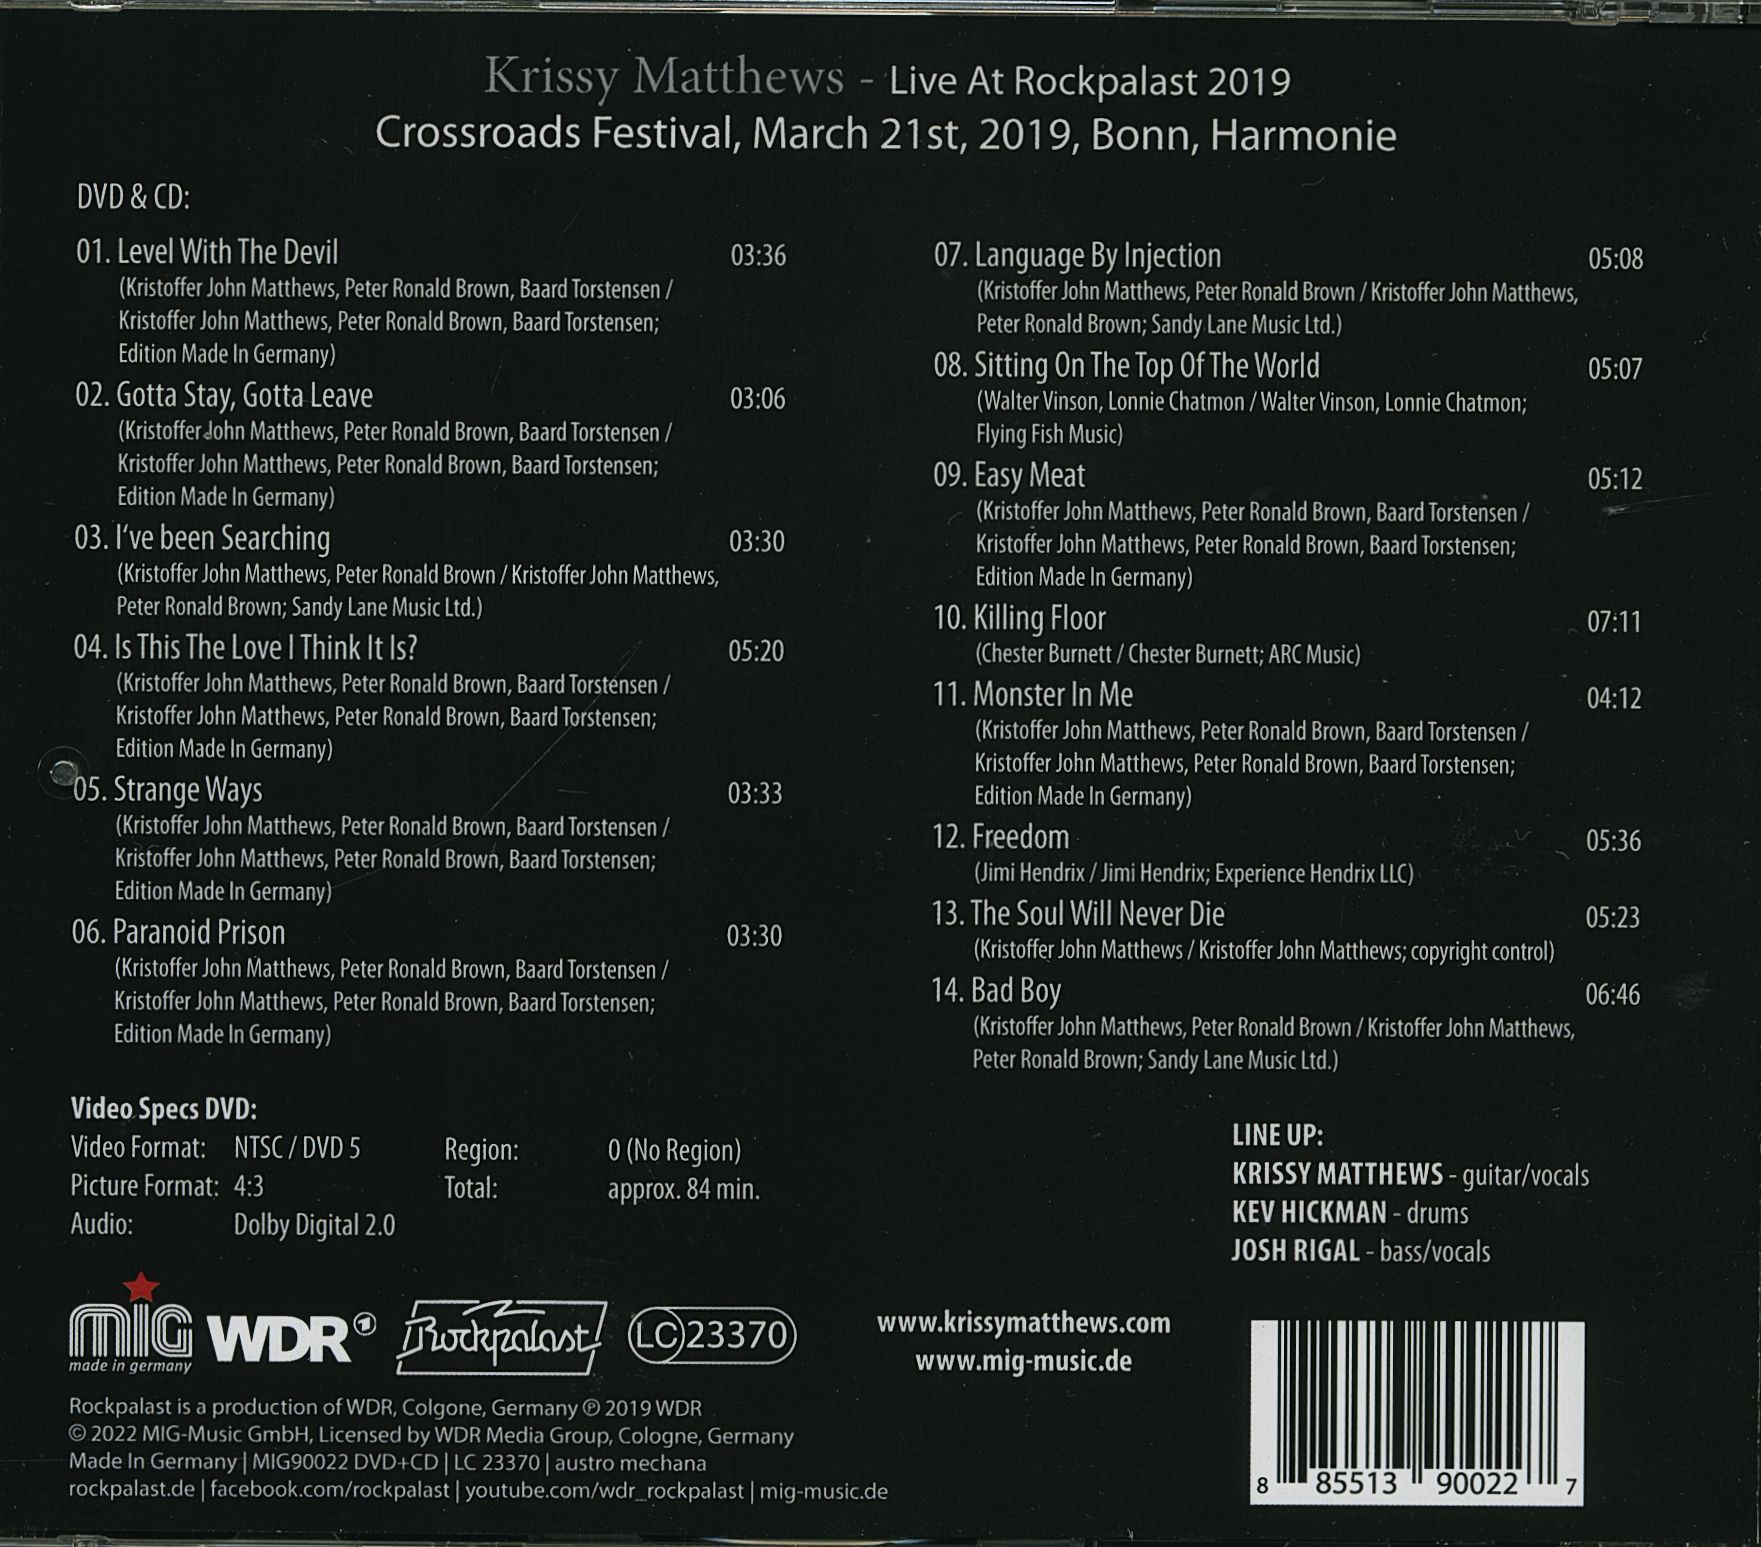 Krissy Matthews - Live At Rockpalast 2019
Crossroads Festival, March 21st, 2019, Bonn, Harmonie
DVD & CD:
01. Level With The Devil 03:36
(Kristoffer John Matthews, Peter Ronald Brown, Baard Torstensen /
Kristoffer John Matthews, Peter Ronald Brown, Baard Torstensen;
Edition Made In Germany)
02. Gotta Stay, Gotta Leave 03:06
(Kristoffer John Matthews, Peter Ronald Brown, Baard Torstensen /
Kristoffer John Matthews, Peter Ronald Brown, Baard Torstensen;
Edition Made In Germany)
03. I've been Searching 03:30
(Kristoffer John Matthews, Peter Ronald Brown / Kristoffer John Matthews,
Peter Ronald Brown; Sandy Lane Music Ltd.)
04. Is This The Love I Think It Is? 05:20
(Kristoffer John Matthews, Peter Ronald Brown, Baard Torstensen /
Kristoffer John Matthews, Peter Ronald Brown, Baard Torstensen;
Edition Made In Germany)
05. Strange Ways 03:33
(Kristoffer John Matthews, Peter Ronald Brown, Baard Torstensen /
Kristoffer John Matthews, Peter Ronald Brown, Baard Torstensen;
Edition Made In Germany)
06. Paranoid Prison 03:30
(Kristoffer John Matthews, Peter Ronald Brown, Baard Torstensen /
Kristoffer John Matthews, Peter Ronald Brown, Baard Torstensen;
Edition Made In Germany)
07. Language By Injection 05:08
(Kristoffer John Matthews, Peter Ronald Brown / Kristoffer John Matthews,
Peter Ronald Brown; Sandy Lane Music Ltd.)
08. Sitting On The Top Of The World 05:07
(Walter Vinson, Lonnie Chatmon / Walter Vinson, Lonnie Chatmon;
Flying Fish Music)
09. Easy Meat 05:12
(Kristoffer John Matthews, Peter Ronald Brown, Baard Torstensen /
Kristoffer John Matthews, Peter Ronald Brown, Baard Torstensen;
Edition Made In Germany)
10. Killing Floor 07:11
(Chester Burnett / Chester Burnett; ARC Music)
11. Monster In Me 04:12
(Kristoffer John Matthews, Peter Ronald Brown, Baard Torstensen /
Kristoffer John Matthews, Peter Ronald Brown, Baard Torstensen;
Edition Made In Germany)
12. Freedom 05:36
(Jimi Hendrix / Jimi Hendrix; Experience Hendrix LLC)
13. The Soul Will Never Die 05:23
(Kristoffer John Matthews / Kristoffer John Matthews; copyright control)
14. Bad Boy 06:46
(Kristoffer John Matthews, Peter Ronald Brown / Kristoffer John Matthews,
Peter Ronald Brown; Sandy Lane Music Ltd.)
Video Specs DVD:
Video Format: NTSC / DVD 5 Region: 0 (No Region)
Picture Format: 4:3 Total: approx. 84 min.
Audio: Dolby Digital 2.0
LINE UP:
KRISSY MATTHEWS - guitar/vocals
KEV HICKMAN - drums
JOSH RIGAL - bass/vocals
mig
made in germany
WDR 1
Rockpalast
LC 23370
www.krissymatthews.com
www.mig-music.de
Rockpalast is a production of WDR, Colgone, Germany ℗ 2019 WDR
© 2022 MIG-Music GmbH, Licensed by WDR Media Group, Cologne, Germany
Made In Germany | MIG90022 DVD+CD | LC 23370 | austro mechana
rockpalast.de | facebook.com/rockpalast | youtube.com/wdr_rockpalast | mig-music.de
8 85513 90022 7